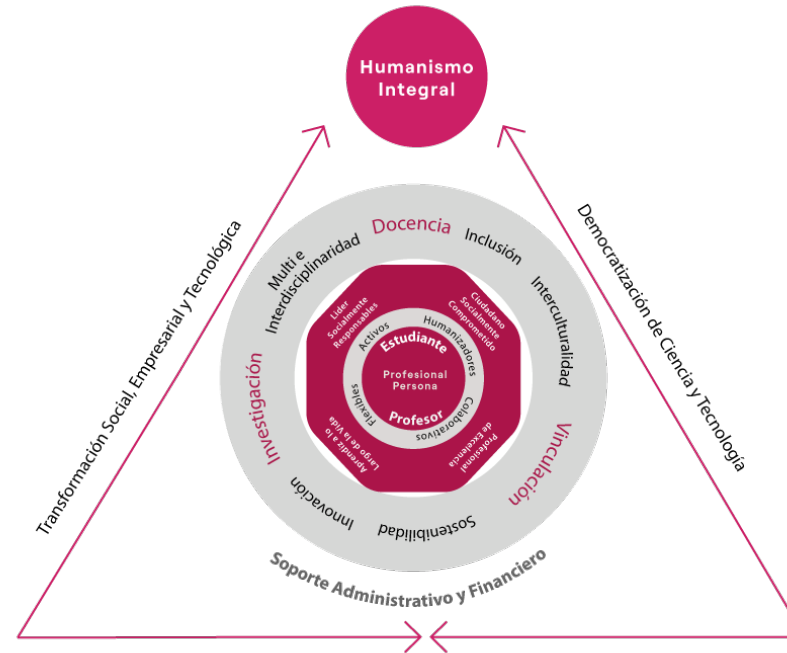 Humanismo
Integral
Transformación Social, Empresarial y Tecnológica
Democratización de Ciencia y Tecnología
Docencia
Inclusión
Interculturalidad
Vinculación
Sostenibilidad
Innovación
Investigación
Multi e
Interdisciplinaridad
Líder
Socialmente
Responsables
Ciudadano
Socialmente
Comprometido
Profesional
de Excelencia
Aprendiz a lo
Largo de la Vida
Activos
Humanizadores
Colaborativos
Flexibles
Estudiante
Profesional
Persona
Profesor
Soporte Administrativo y Financiero